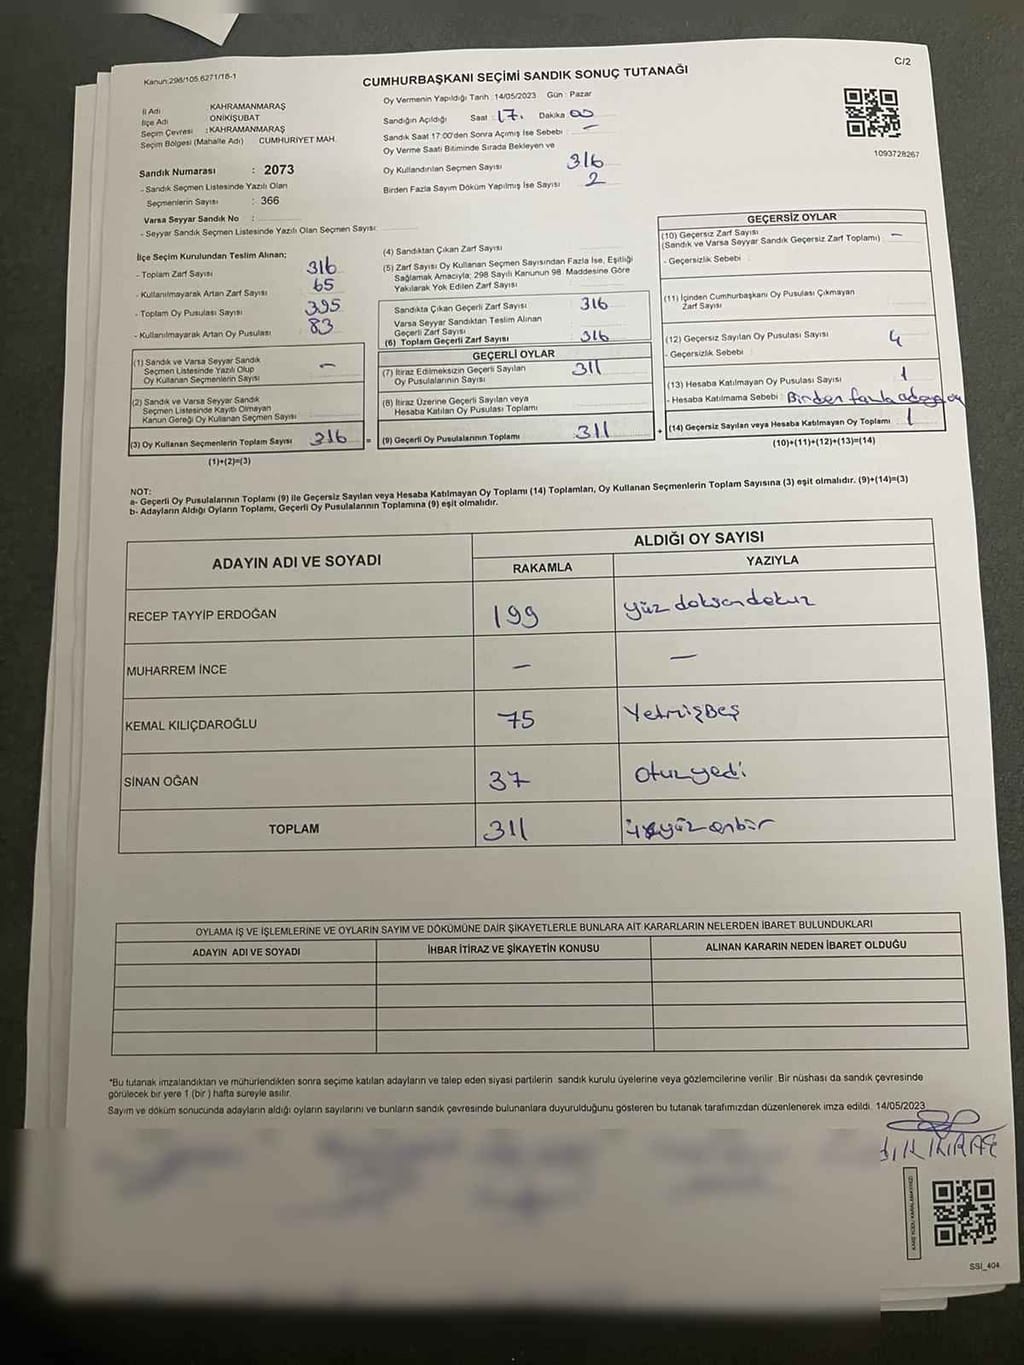 Kanun:298/105.6271/18-1
CUMHURBAŞKANI SEÇİMİ SANDIK SONUÇ TUTANAĞI
C/2
İl Adı : KAHRAMANMARAŞ
İlçe Adı : ONİKİŞUBAT
Seçim Çevresi : KAHRAMANMARAŞ
Seçim Bölgesi (Mahalle Adı) CUMHURİYET MAH.
Oy Vermenin Yapıldığı Tarih :14/05/2023 Gün : Pazar
Sandığın Açıldığı Saat : 17. Dakika 00
Sandık Saat 17:00'den Sonra Açımış İse Sebebi : —
Oy Verme Saati Bitiminde Sırada Bekleyen ve
Oy Kullandırılan Seçmen Sayısı 316
Birden Fazla Sayım Döküm Yapılmış İse Sayısı 2
1093728267
Sandık Numarası : 2073
- Sandık Seçmen Listesinde Yazılı Olan
Seçmenlerin Sayısı : 366
Varsa Seyyar Sandık No :
- Seyyar Sandık Seçmen Listesinde Yazılı Olan Seçmen Sayısı:
İlçe Seçim Kurulundan Teslim Alınan;
- Toplam Zarf Sayısı 316
- Kullanılmayarak Artan Zarf Sayısı 65
- Toplam Oy Pusulası Sayısı 395
- Kullanılmayarak Artan Oy Pusulası 83
(1) Sandık ve Varsa Seyyar Sandık
Seçmen Listesinde Yazılı Olup
Oy Kullanan Seçmenlerin Sayısı —
(2) Sandık ve Varsa Seyyar Sandık
Seçmen Listesinde Kayıtlı Olmayan
Kanun Gereği Oy Kullanan Seçmen Sayısı
(3) Oy Kullanan Seçmenlerin Toplam Sayısı 316 =
(1)+(2)=(3)
(4) Sandıktan Çıkan Zarf Sayısı
(5) Zarf Sayısı Oy Kullanan Seçmen Sayısından Fazla İse, Eşitliği
Sağlamak Amacıyla; 298 Sayılı Kanunun 98. Maddesine Göre
Yakılarak Yok Edilen Zarf Sayısı
Sandıkta Çıkan Geçerli Zarf Sayısı 316
Varsa Seyyar Sandıktan Teslim Alınan
Geçerli Zarf Sayısı
(6) Toplam Geçerli Zarf Sayısı 316
GEÇERLİ OYLAR
(7) İtiraz Edilmeksizin Geçerli Sayılan
Oy Pusulalarının Sayısı 311
(8) İtiraz Üzerine Geçerli Sayılan veya
Hesaba Katılan Oy Pusulası Toplamı
(9) Geçerli Oy Pusulalarının Toplamı 311 +
GEÇERSİZ OYLAR
(10) Geçersiz Zarf Sayısı —
(Sandık ve Varsa Seyyar Sandık Geçersiz Zarf Toplamı)
- Geçersizlik Sebebi :
(11) İçinden Cumhurbaşkanı Oy Pusulası Çıkmayan
Zarf Sayısı
(12) Geçersiz Sayılan Oy Pusulası Sayısı 4
- Geçersizlik Sebebi :
(13) Hesaba Katılmayan Oy Pusulası Sayısı 1
- Hesaba Katılmama Sebebi : Birden fazla adaya oy
(14) Geçersiz Sayılan veya Hesaba Katılmayan Oy Toplamı 1
(10)+(11)+(12)+(13)=(14)
NOT:
a- Geçerli Oy Pusulalarının Toplamı (9) ile Geçersiz Sayılan veya Hesaba Katılmayan Oy Toplamı (14) Toplamları, Oy Kullanan Seçmenlerin Toplam Sayısına (3) eşit olmalıdır. (9)+(14)=(3)
b- Adayların Aldığı Oyların Toplamı, Geçerli Oy Pusulalarının Toplamına (9) eşit olmalıdır.
ADAYIN ADI VE SOYADI
ALDIĞI OY SAYISI
RAKAMLA YAZIYLA
RECEP TAYYİP ERDOĞAN 199 yüz doksandokuz
MUHARREM İNCE — —
KEMAL KILIÇDAROĞLU 75 YetmişBeş
SİNAN OĞAN 37 otuzyedi
TOPLAM 311 üçyüz onbir
OYLAMA İŞ VE İŞLEMLERİNE VE OYLARIN SAYIM VE DÖKÜMÜNE DAİR ŞİKAYETLERLE BUNLARA AİT KARARLARIN NELERDEN İBARET BULUNDUKLARI
ADAYIN ADI VE SOYADI İHBAR İTİRAZ VE ŞİKAYETİN KONUSU ALINAN KARARIN NEDEN İBARET OLDUĞU
*Bu tutanak imzalandıktan ve mühürlendikten sonra seçime katılan adayların ve talep eden siyasi partilerin sandık kurulu üyelerine veya gözlemcilerine verilir. Bir nüshası da sandık çevresinde
görülecek bir yere 1 (bir ) hafta süreyle asılır.
Sayım ve döküm sonucunda adayların aldığı oyların sayılarını ve bunların sandık çevresinde bulunanlara duyurulduğunu gösteren bu tutanak tarafımızdan düzenlenerek imza edildi. 14/05/2023
KARE KODU KARALAMAYINIZ!
SSİ_404